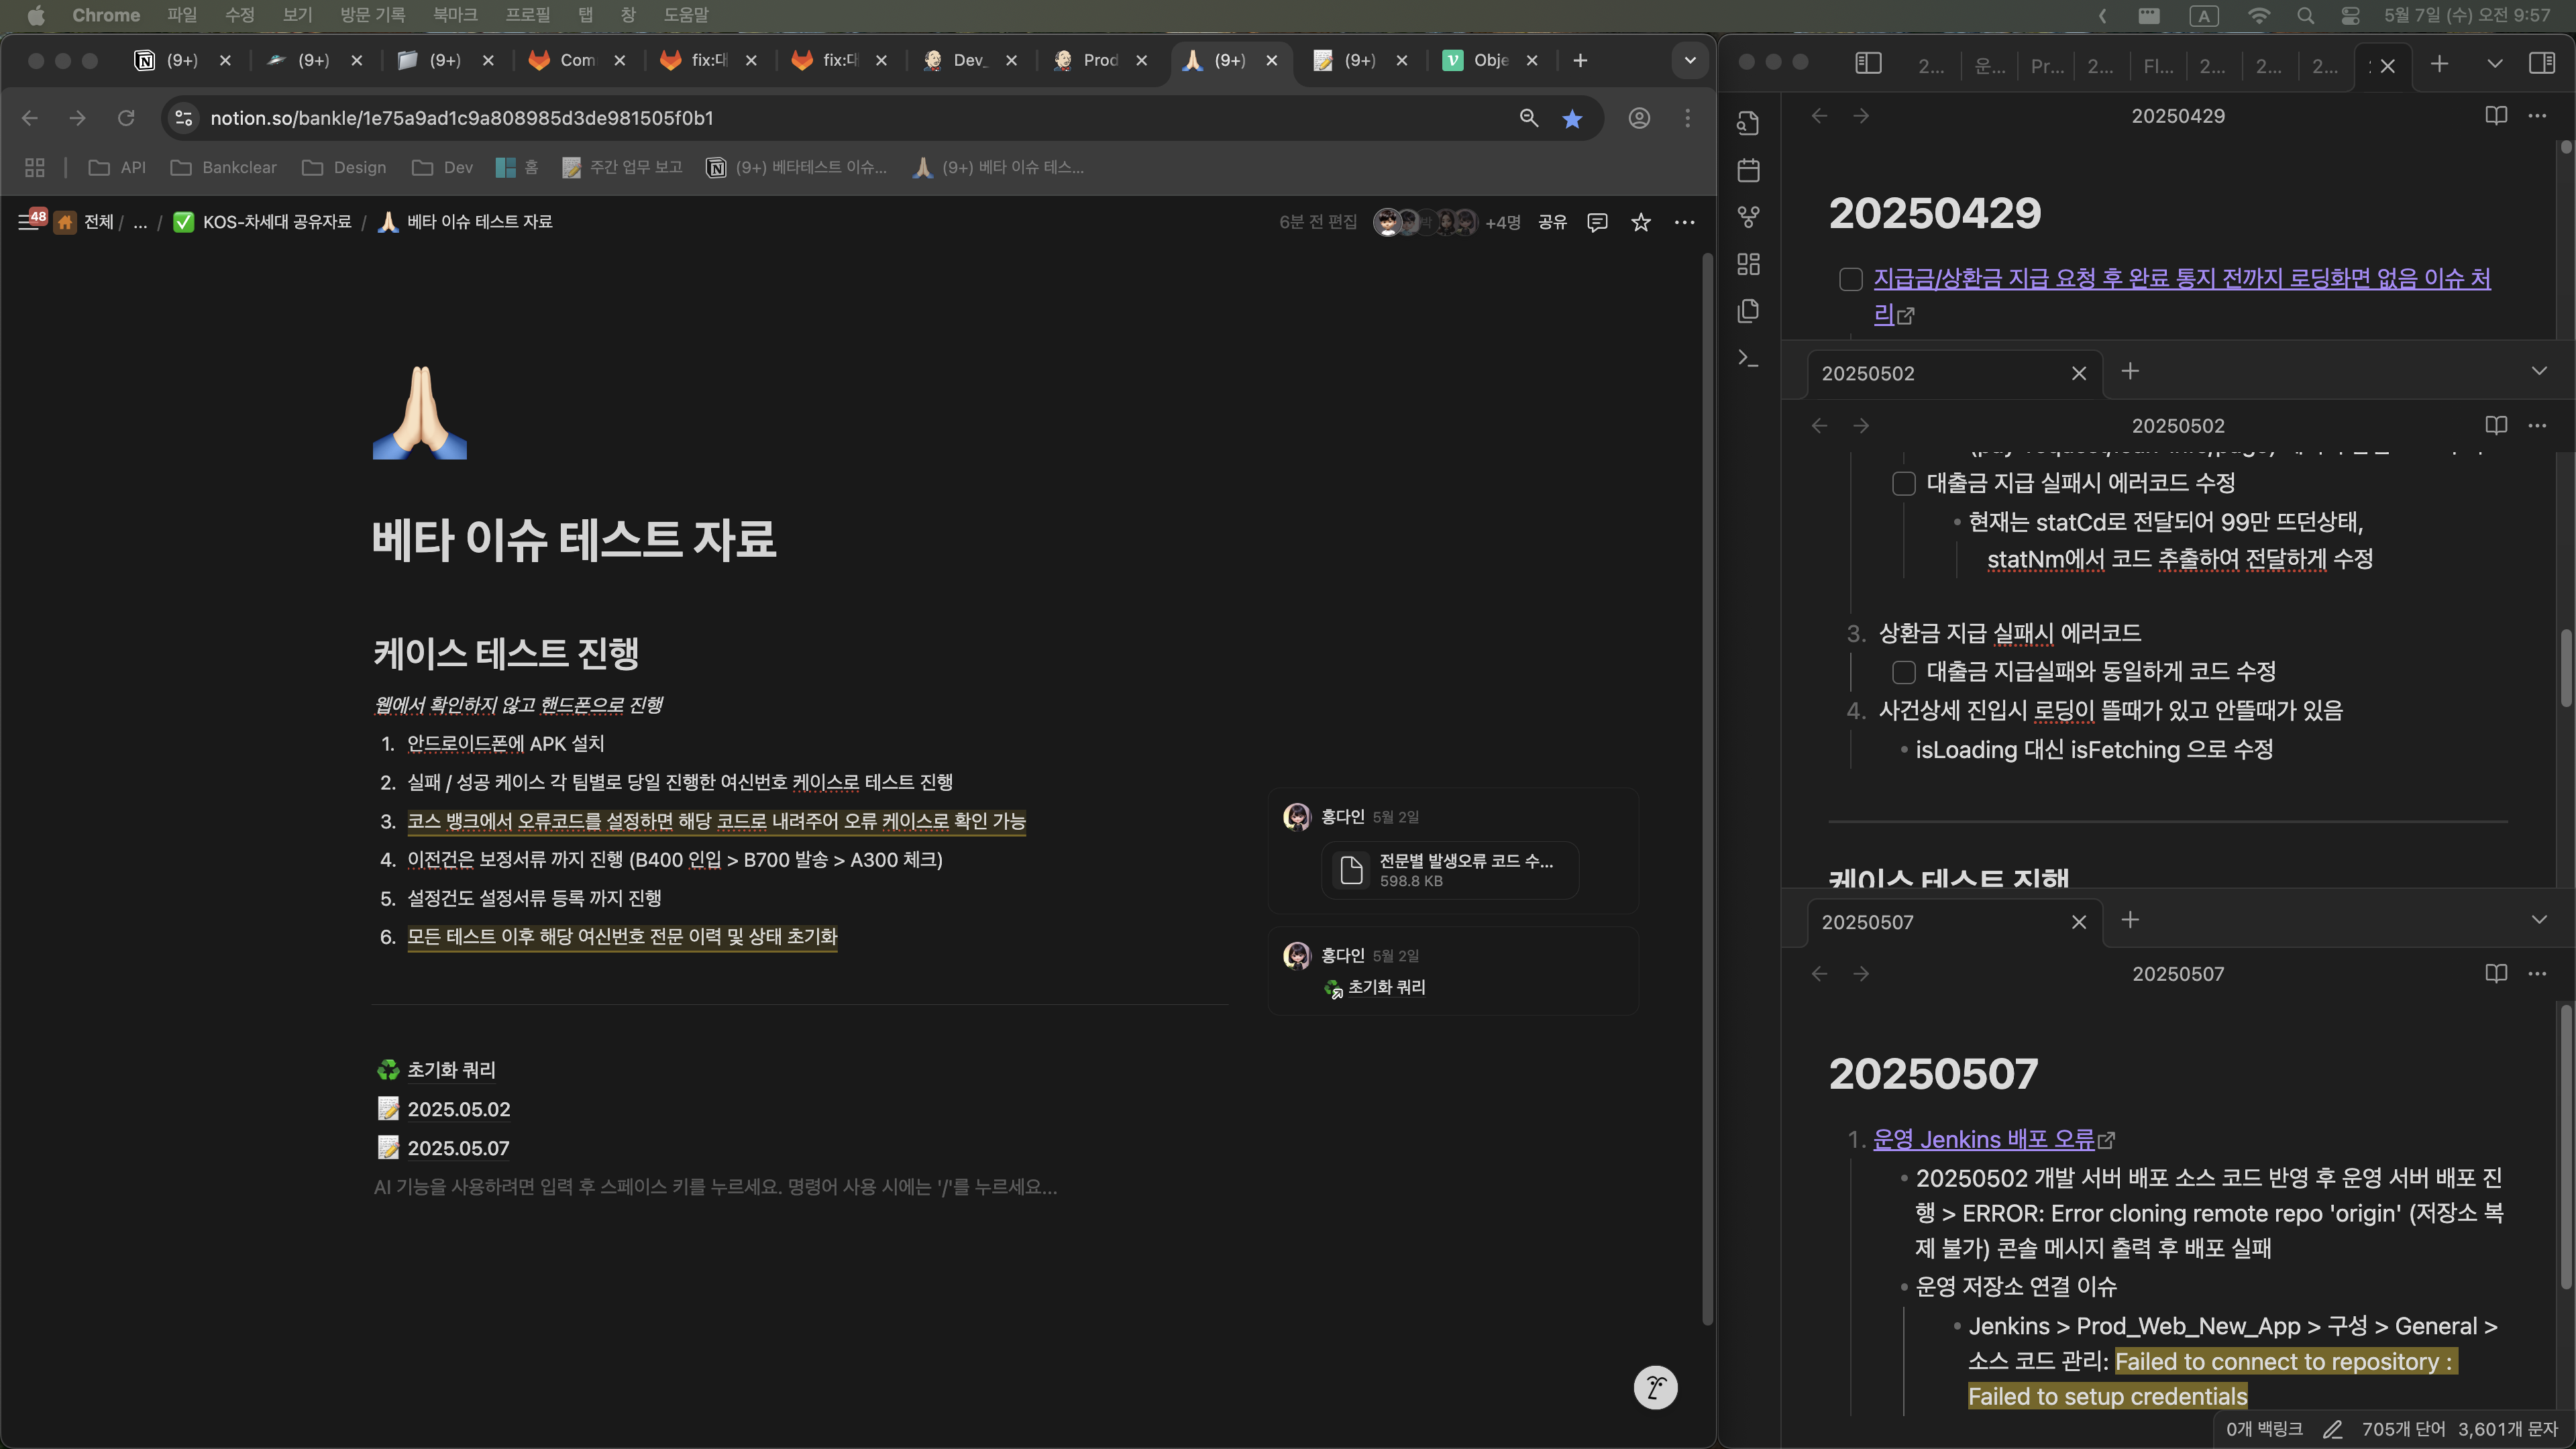 Chrome 파일 수정 보기 방문 기록 북마크 프로필 탭 창 도움말
A 5월 7일 (수) 오전 9:57
(9+) (9+) (9+) Com fix:대 fix:대 Dev_ Prod (9+) (9+) Obje
notion.so/bankle/1e75a9ad1c9a808985d3de981505f0b1
API Bankclear Design Dev 홈 주간 업무 보고 (9+) 베타테스트 이슈... (9+) 베타 이슈 테스...
48 전체 / ... / KOS-차세대 공유자료 / 베타 이슈 테스트 자료
6분 전 편집 +4명 공유
베타 이슈 테스트 자료
케이스 테스트 진행
웹에서 확인하지 않고 핸드폰으로 진행
1. 안드로이드폰에 APK 설치
2. 실패 / 성공 케이스 각 팀별로 당일 진행한 여신번호 케이스로 테스트 진행
3. 코스 뱅크에서 오류코드를 설정하면 해당 코드로 내려주어 오류 케이스로 확인 가능
4. 이전건은 보정서류 까지 진행 (B400 인입 > B700 발송 > A300 체크)
5. 설정건도 설정서류 등록 까지 진행
6. 모든 테스트 이후 해당 여신번호 전문 이력 및 상태 초기화
홍다인 5월 2일
전문별 발생오류 코드 수...
598.8 KB
홍다인 5월 2일
초기화 쿼리
초기화 쿼리
2025.05.02
2025.05.07
AI 기능을 사용하려면 입력 후 스페이스 키를 누르세요. 명령어 사용 시에는 '/'를 누르세요...
2... 운... Pr... 2... Fl... 2... 2... 2...
20250429
20250429
지급금/상환금 지급 요청 후 완료 통지 전까지 로딩화면 없음 이슈 처
리
20250502
20250502
대출금 지급 실패시 에러코드 수정
현재는 statCd로 전달되어 99만 뜨던상태,
statNm에서 코드 추출하여 전달하게 수정
3. 상환금 지급 실패시 에러코드
대출금 지급실패와 동일하게 코드 수정
4. 사건상세 진입시 로딩이 뜰때가 있고 안뜰때가 있음
isLoading 대신 isFetching 으로 수정
케이스 테스트 진행
20250507
20250507
20250507
1. 운영 Jenkins 배포 오류
20250502 개발 서버 배포 소스 코드 반영 후 운영 서버 배포 진
행 > ERROR: Error cloning remote repo 'origin' (저장소 복
제 불가) 콘솔 메시지 출력 후 배포 실패
운영 저장소 연결 이슈
Jenkins > Prod_Web_New_App > 구성 > General >
소스 코드 관리: Failed to connect to repository :
Failed to setup credentials
0개 백링크 705개 단어 3,601개 문자